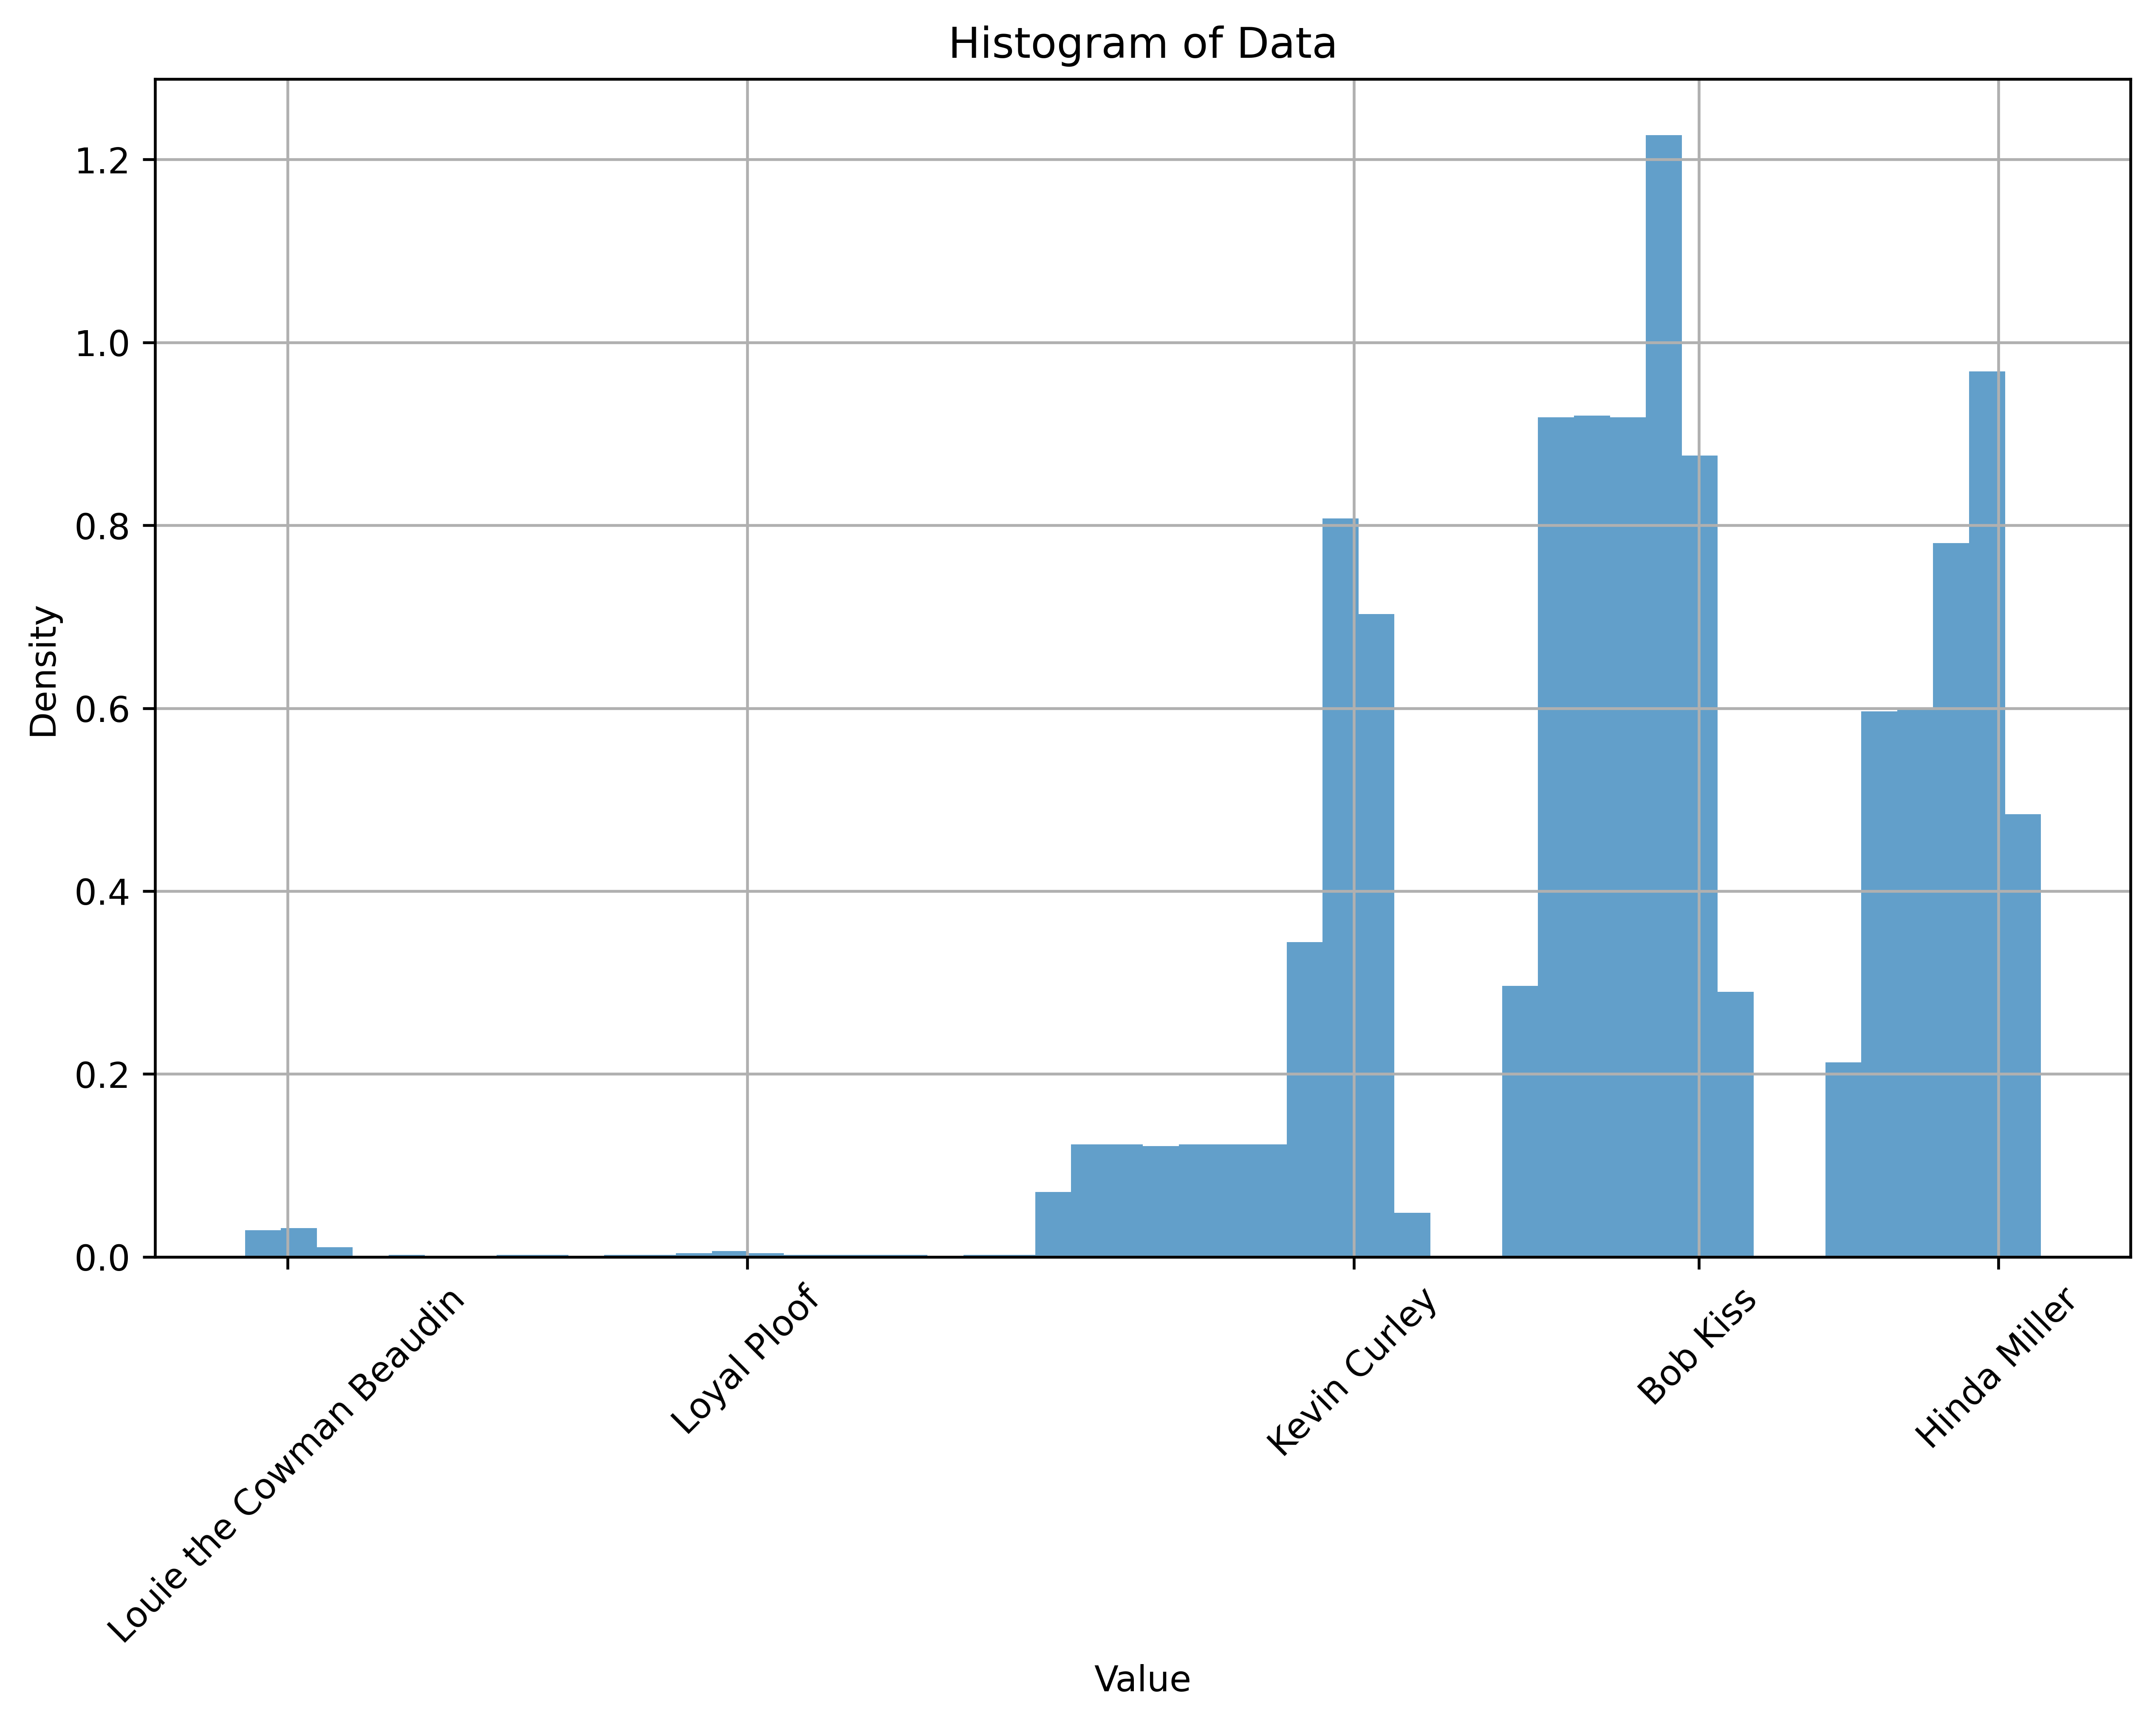 Histogram of Data
1.2
1.0
0.8
0.6
0.4
0.2
0.0
Density
Louie the Cowman Beaudin
Loyal Ploof
Kevin Curley
Bob Kiss
Hinda Miller
Value